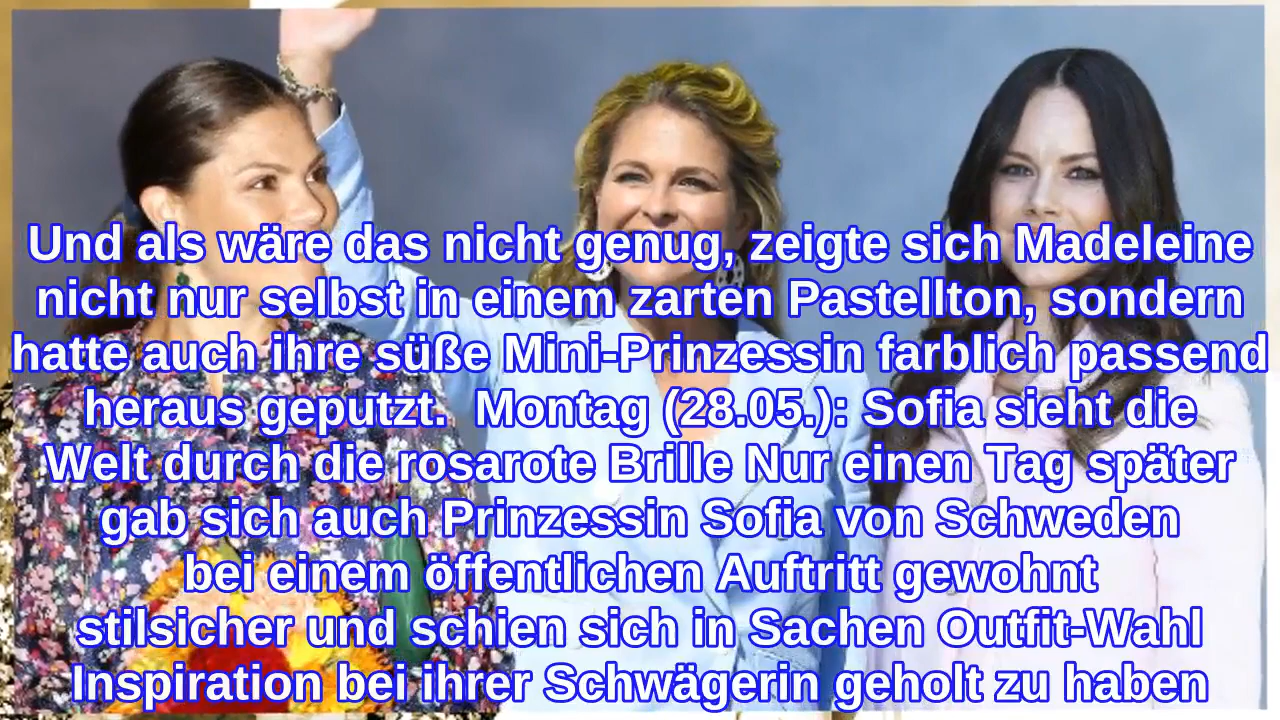 Und als wäre das nicht genug, zeigte sich Madeleine
nicht nur selbst in einem zarten Pastellton, sondern
hatte auch ihre süße Mini-Prinzessin farblich passend
heraus geputzt.  Montag (28.05.): Sofia sieht die
Welt durch die rosarote Brille Nur einen Tag später
gab sich auch Prinzessin Sofia von Schweden
bei einem öffentlichen Auftritt gewohnt
stilsicher und schien sich in Sachen Outfit-Wahl
Inspiration bei ihrer Schwägerin geholt zu haben